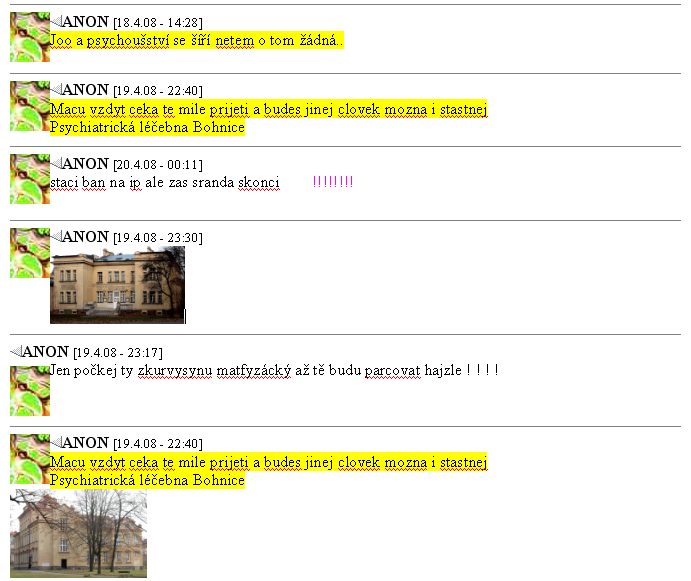 ANON [18.4.08 - 14:28]
Joo a psychoušství se šíří netem o tom žádná..
ANON [19.4.08 - 22:40]
Macu vzdyt ceka te mile prijeti a budes jinej clovek mozna i stastnej
Psychiatrická léčebna Bohnice
ANON [20.4.08 - 00:11]
staci ban na ip ale zas sranda skonci !!!!!!!!
ANON [19.4.08 - 23:30]
ANON [19.4.08 - 23:17]
Jen počkej ty zkurvysynu matfyzácký až tě budu parcovat hajzle ! ! ! !
ANON [19.4.08 - 22:40]
Macu vzdyt ceka te mile prijeti a budes jinej clovek mozna i stastnej
Psychiatrická léčebna Bohnice